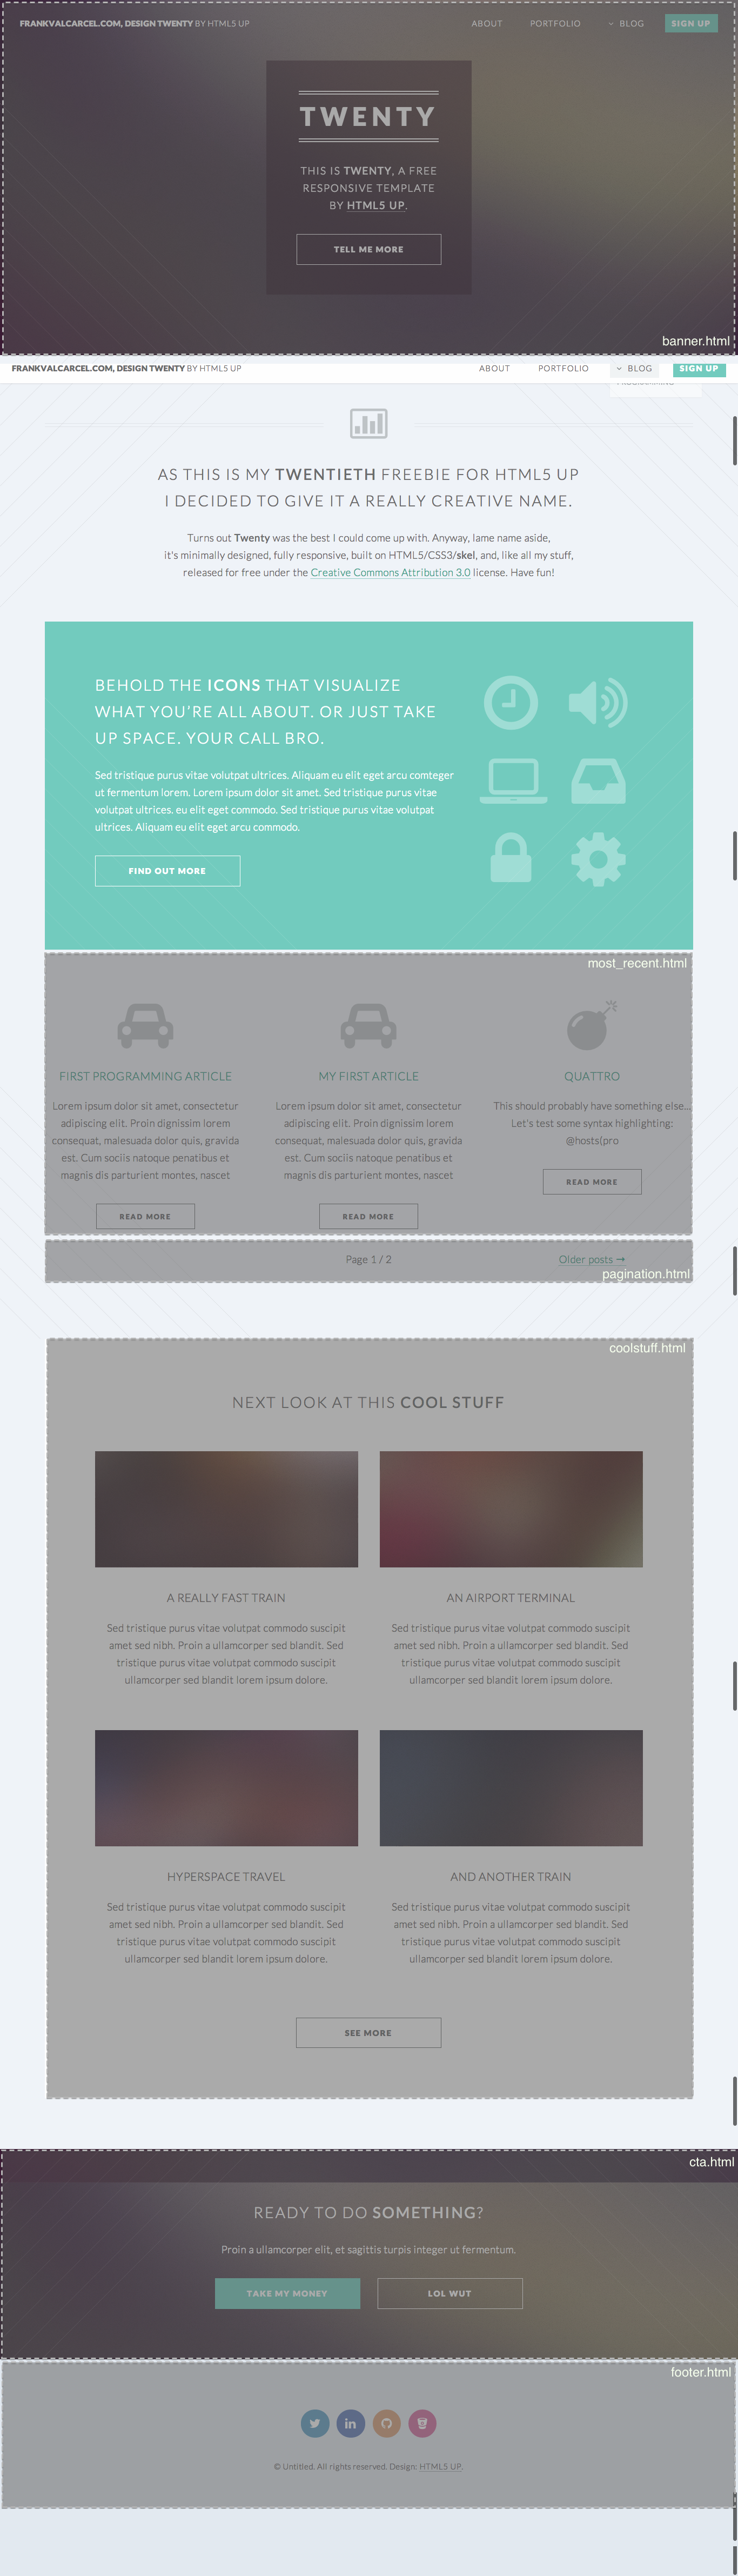 FRANKVALCARCEL.COM, DESIGN TWENTY BY HTML5 UP
ABOUT
PORTFOLIO
BLOG
SIGN UP
TWENTY
THIS IS TWENTY, A FREE
RESPONSIVE TEMPLATE
BY HTML5 UP.
TELL ME MORE
banner.html
FRANKVALCARCEL.COM, DESIGN TWENTY BY HTML5 UP
ABOUT
PORTFOLIO
BLOG
SIGN UP
PROGRAMMING
AS THIS IS MY TWENTIETH FREEBIE FOR HTML5 UP
I DECIDED TO GIVE IT A REALLY CREATIVE NAME.
Turns out Twenty was the best I could come up with. Anyway, lame name aside,
it's minimally designed, fully responsive, built on HTML5/CSS3/skel, and, like all my stuff,
released for free under the Creative Commons Attribution 3.0 license. Have fun!
BEHOLD THE ICONS THAT VISUALIZE
WHAT YOU'RE ALL ABOUT. OR JUST TAKE
UP SPACE. YOUR CALL BRO.
Sed tristique purus vitae volutpat ultrices. Aliquam eu elit eget arcu comteger
ut fermentum lorem. Lorem ipsum dolor sit amet. Sed tristique purus vitae
volutpat ultrices. eu elit eget commodo. Sed tristique purus vitae volutpat
ultrices. Aliquam eu elit eget arcu commodo.
FIND OUT MORE
most_recent.html
FIRST PROGRAMMING ARTICLE
Lorem ipsum dolor sit amet, consectetur
adipiscing elit. Proin dignissim lorem
consequat, malesuada dolor quis, gravida
est. Cum sociis natoque penatibus et
magnis dis parturient montes, nascet
READ MORE
MY FIRST ARTICLE
Lorem ipsum dolor sit amet, consectetur
adipiscing elit. Proin dignissim lorem
consequat, malesuada dolor quis, gravida
est. Cum sociis natoque penatibus et
magnis dis parturient montes, nascet
READ MORE
QUATTRO
This should probably have something else...
Let's test some syntax highlighting:
@hosts(pro
READ MORE
Page 1 / 2
Older posts →
pagination.html
coolstuff.html
NEXT LOOK AT THIS COOL STUFF
A REALLY FAST TRAIN
Sed tristique purus vitae volutpat commodo suscipit
amet sed nibh. Proin a ullamcorper sed blandit. Sed
tristique purus vitae volutpat commodo suscipit
ullamcorper sed blandit lorem ipsum dolore.
AN AIRPORT TERMINAL
Sed tristique purus vitae volutpat commodo suscipit
amet sed nibh. Proin a ullamcorper sed blandit. Sed
tristique purus vitae volutpat commodo suscipit
ullamcorper sed blandit lorem ipsum dolore.
HYPERSPACE TRAVEL
Sed tristique purus vitae volutpat commodo suscipit
amet sed nibh. Proin a ullamcorper sed blandit. Sed
tristique purus vitae volutpat commodo suscipit
ullamcorper sed blandit lorem ipsum dolore.
AND ANOTHER TRAIN
Sed tristique purus vitae volutpat commodo suscipit
amet sed nibh. Proin a ullamcorper sed blandit. Sed
tristique purus vitae volutpat commodo suscipit
ullamcorper sed blandit lorem ipsum dolore.
SEE MORE
cta.html
READY TO DO SOMETHING?
Proin a ullamcorper elit, et sagittis turpis integer ut fermentum.
TAKE MY MONEY
LOL WUT
footer.html
© Untitled. All rights reserved. Design: HTML5 UP.